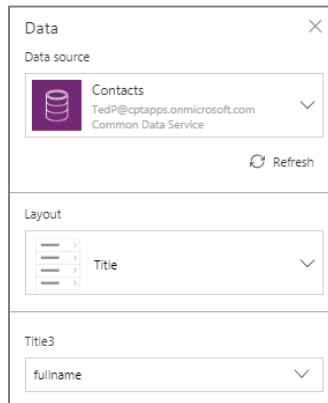 Data
Data source
Contacts
TedP@cptapps.onmicrosoft.com
Common Data Service
Refresh
Layout
Title
Title3
fullname